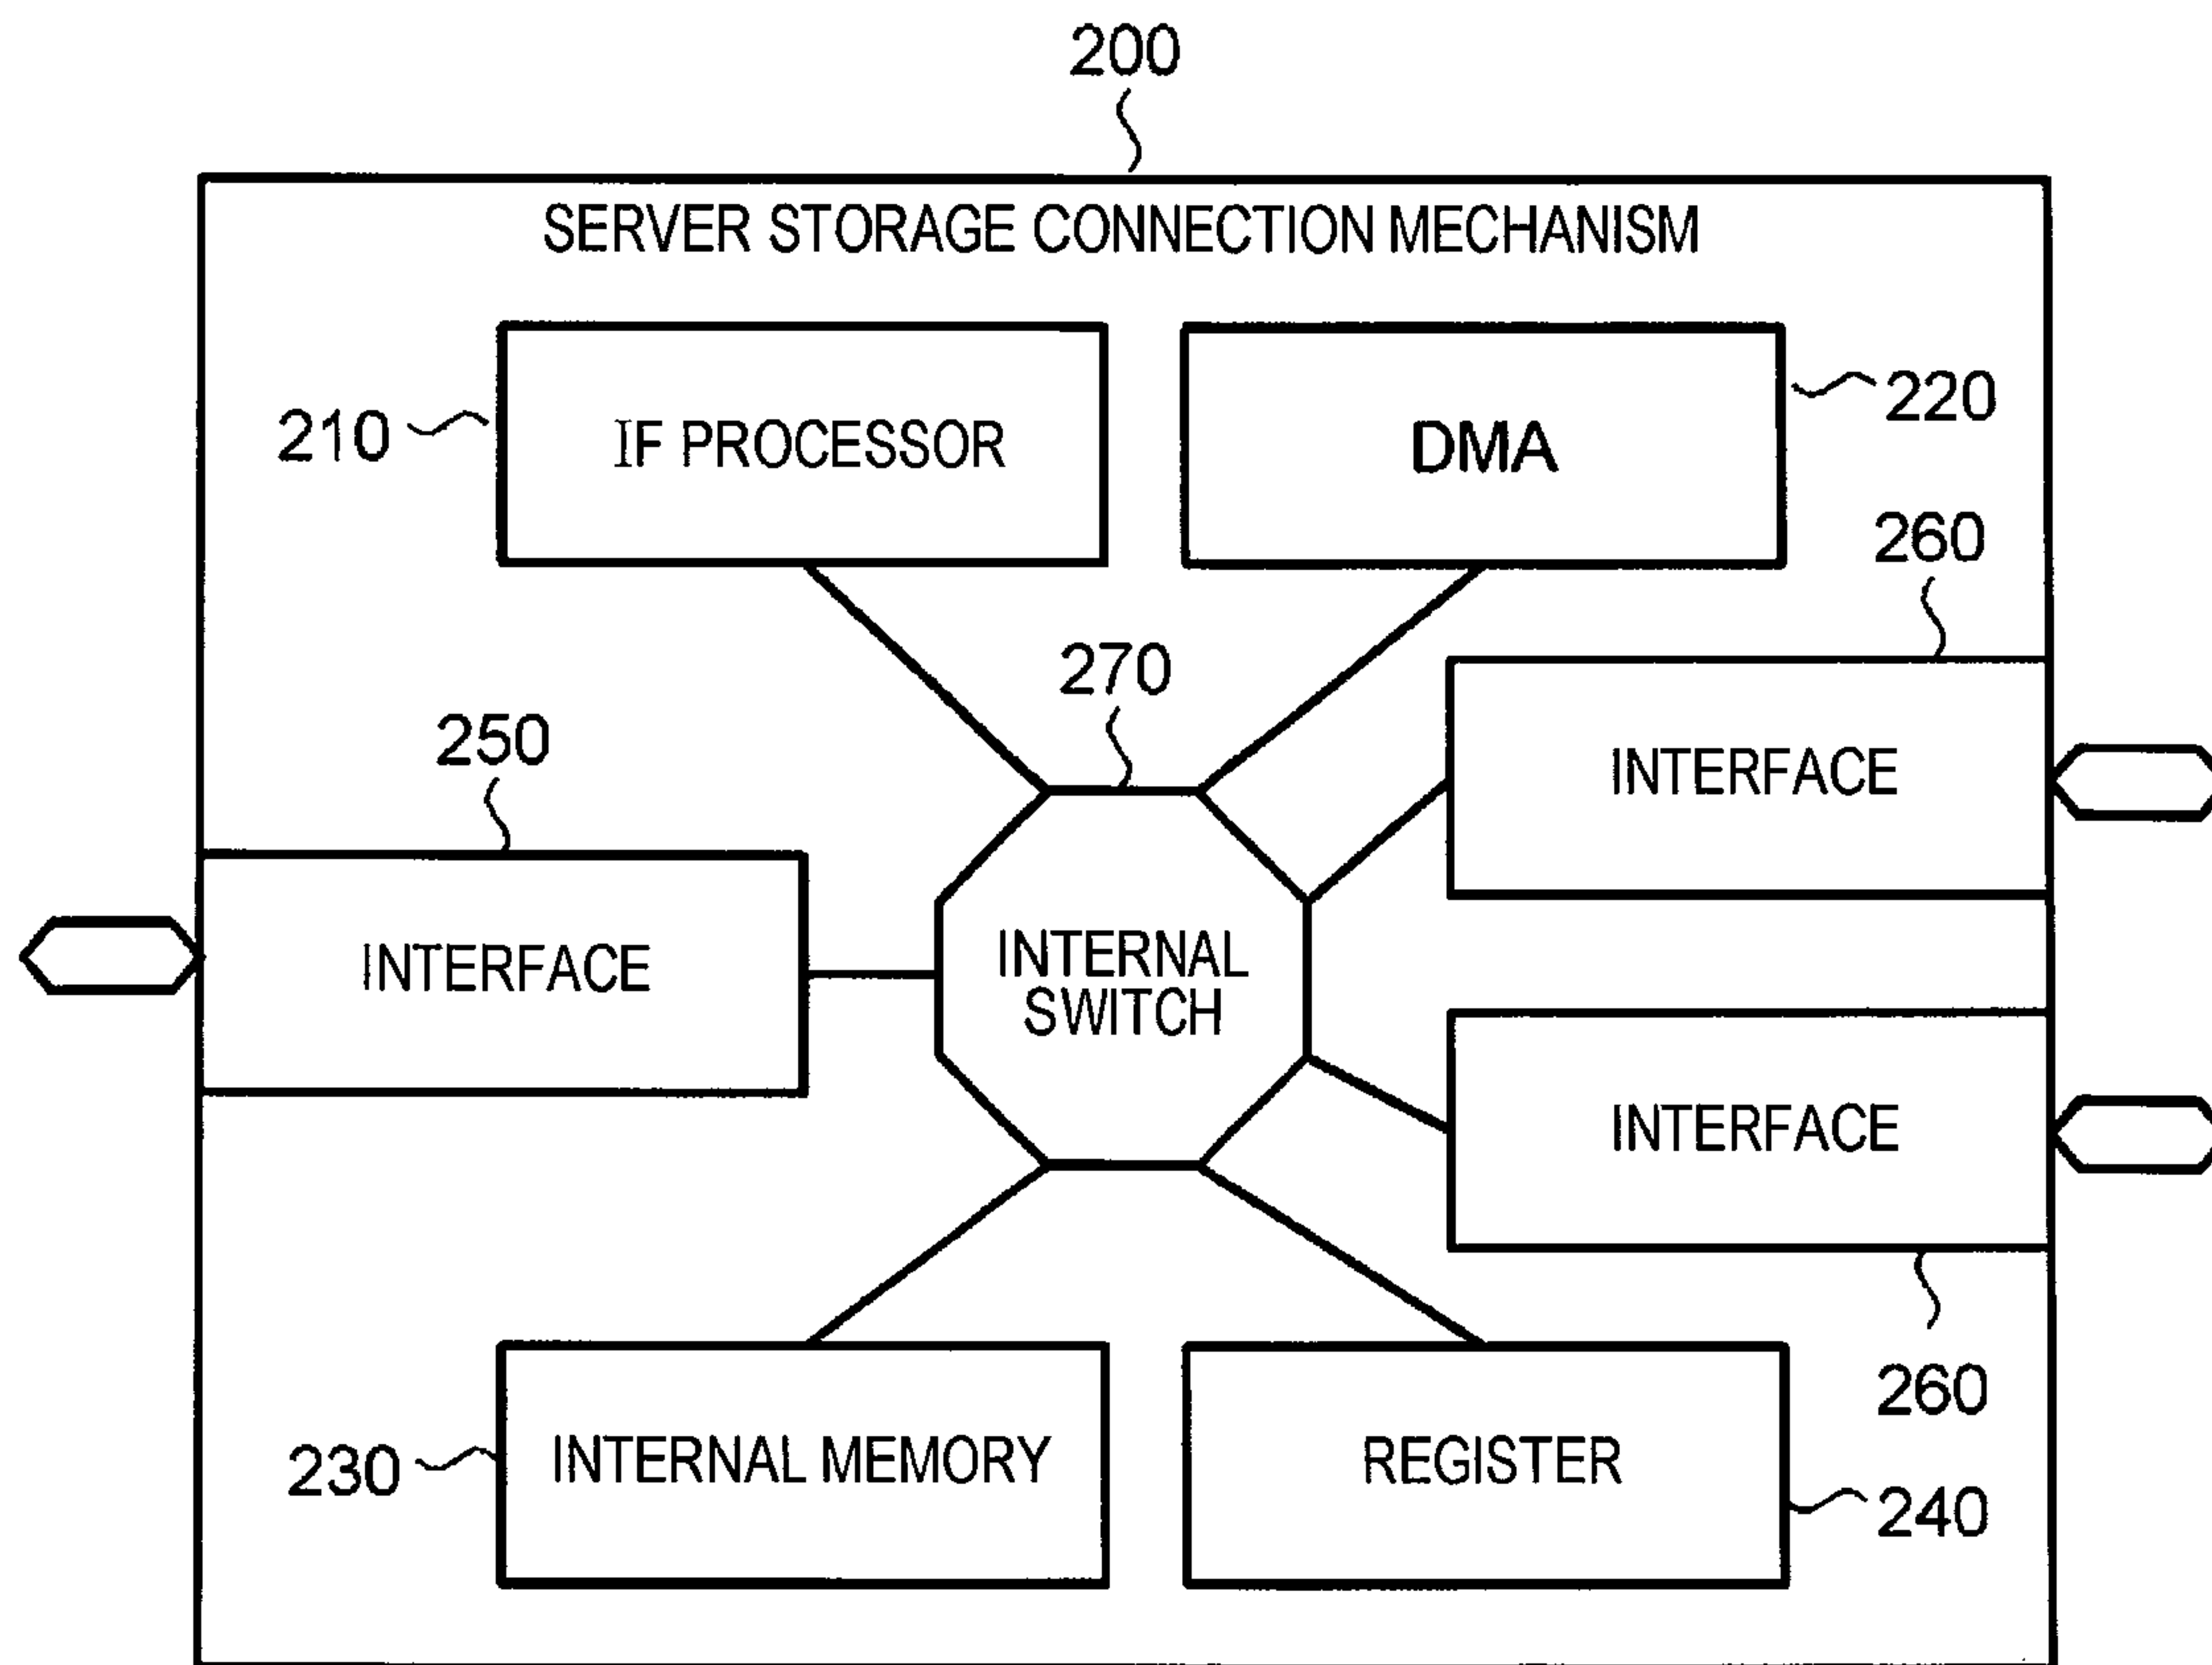 200
SERVER STORAGE CONNECTION MECHANISM
210
IF PROCESSOR
DMA
220
260
270
250
INTERFACE
INTERFACE
INTERNAL
SWITCH
INTERFACE
260
230
INTERNAL MEMORY
REGISTER
240